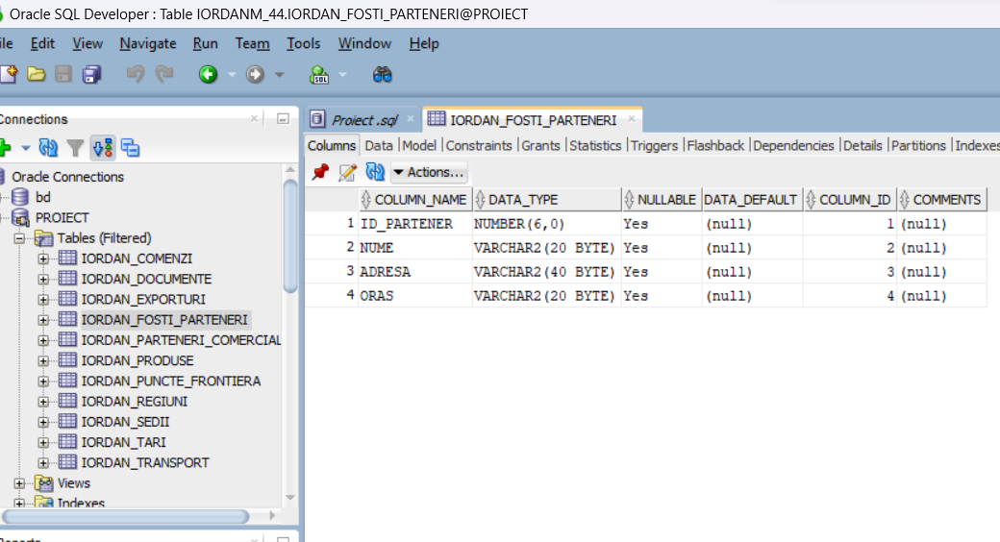 Oracle SQL Developer : Table IORDANM_44.IORDAN_FOSTI_PARTENERI@PROIECT
ile Edit View Navigate Run Team Tools Window Help
SQL
Connections
Oracle Connections
bd
PROIECT
Tables (Filtered)
IORDAN_COMENZI
IORDAN_DOCUMENTE
IORDAN_EXPORTURI
IORDAN_FOSTI_PARTENERI
IORDAN_PARTENERI_COMERCIAL
IORDAN_PRODUSE
IORDAN_PUNCTE_FRONTIERA
IORDAN_REGIUNI
IORDAN_SEDII
IORDAN_TARI
IORDAN_TRANSPORT
Views
Indexes
Reports
Proiect .sql IORDAN_FOSTI_PARTENERI
Columns Data Model Constraints Grants Statistics Triggers Flashback Dependencies Details Partitions Indexes
Actions...
COLUMN_NAME DATA_TYPE NULLABLE DATA_DEFAULT COLUMN_ID COMMENTS
1 ID_PARTENER NUMBER(6,0) Yes (null) 1 (null)
2 NUME VARCHAR2(20 BYTE) Yes (null) 2 (null)
3 ADRESA VARCHAR2(40 BYTE) Yes (null) 3 (null)
4 ORAS VARCHAR2(20 BYTE) Yes (null) 4 (null)